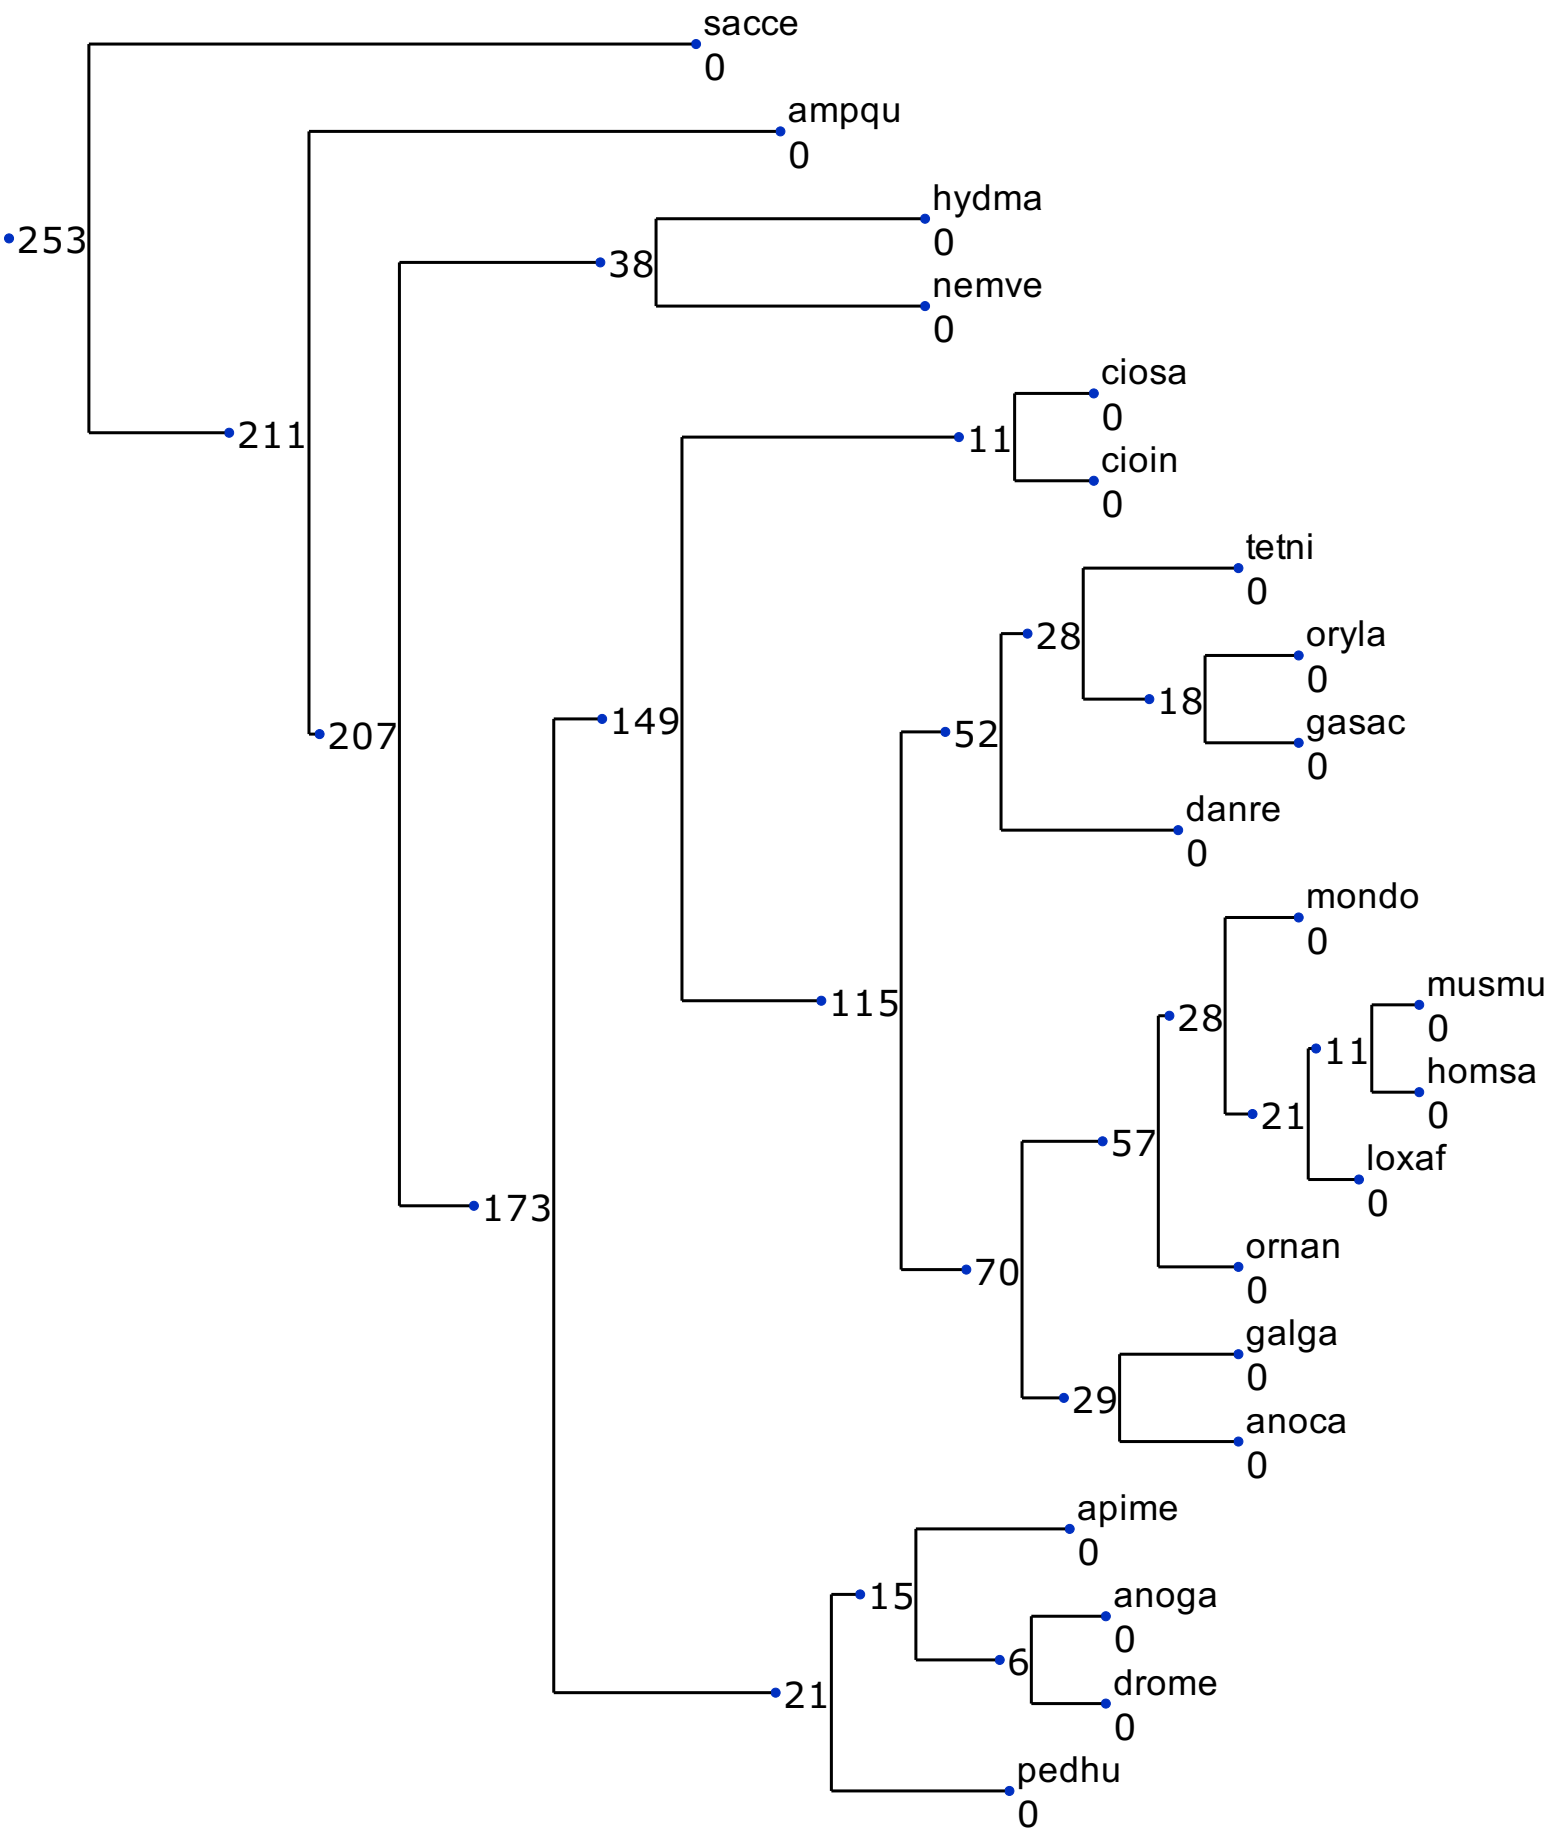 sacce
0
ampqu
0
hydma
0
253
38
nemve
0
ciosa
0
211
11
cioin
0
tetni
0
28
oryla
0
18
gasac
0
149
52
207
danre
0
mondo
0
musmu
0
115
28
11
homsa
0
21
57
loxaf
0
173
ornan
0
70
galga
0
29
anoca
0
apime
0
15
anoga
0
6
drome
0
21
pedhu
0